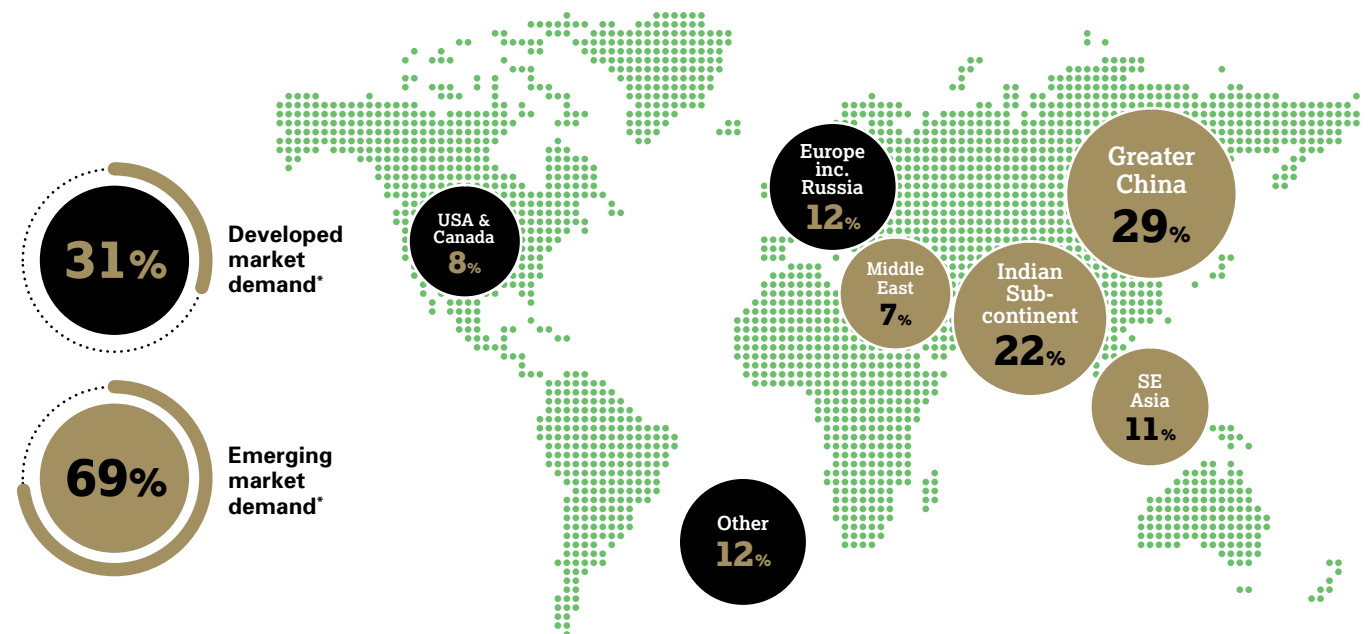 31%
Developed
market
demand*
69%
Emerging
market
demand*
USA &
Canada
8%
Europe
inc.
Russia
12%
Middle
East
7%
Indian
Sub-
continent
22%
Greater
China
29%
SE
Asia
11%
Other
12%